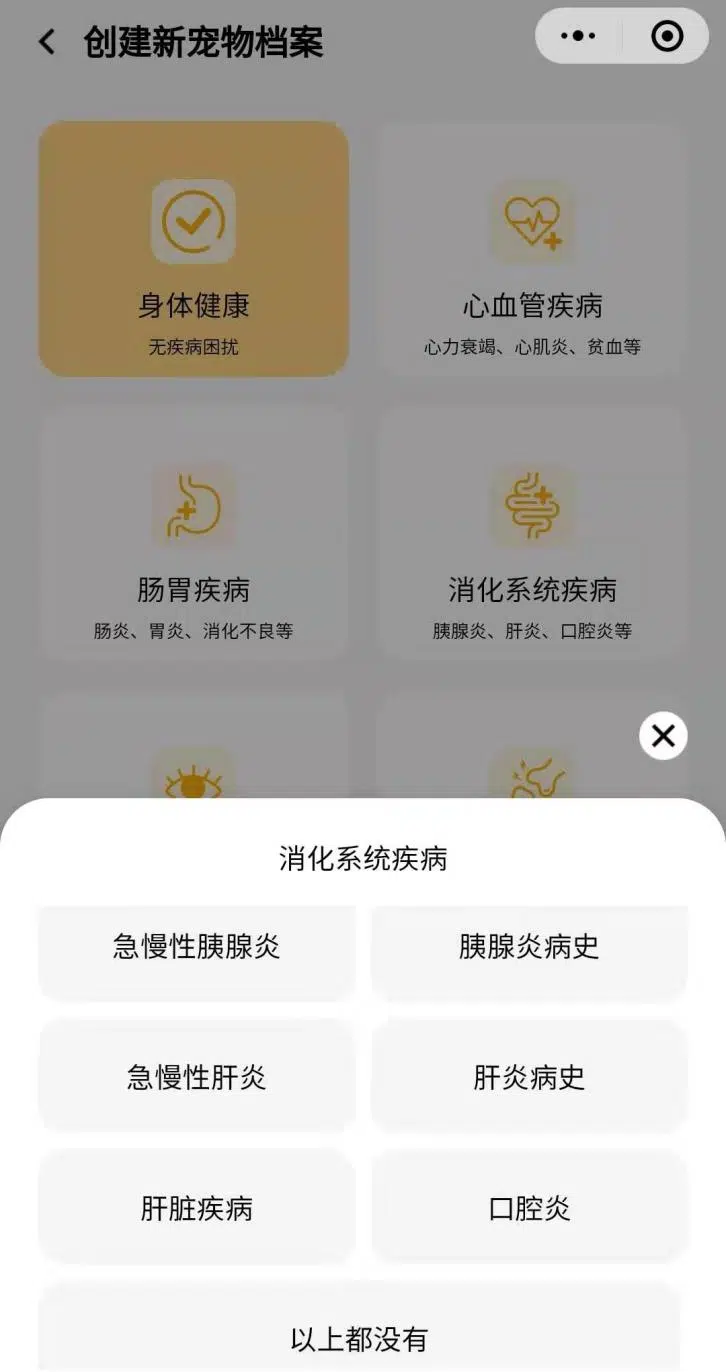 创建新宠物档案
身体健康
无疾病困扰
心血管疾病
心力衰竭、心肌炎、贫血等
肠胃疾病
肠炎、胃炎、消化不良等
消化系统疾病
胰腺炎、肝炎、口腔炎等
消化系统疾病
急慢性胰腺炎
胰腺炎病史
急慢性肝炎
肝炎病史
肝脏疾病
口腔炎
以上都没有